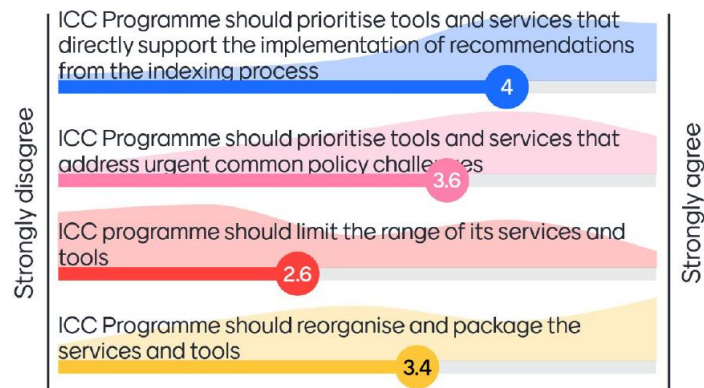 ICC Programme should prioritise tools and services that
directly support the implementation of recommendations
from the indexing process
4
ICC Programme should prioritise tools and services that
address urgent common policy challenges
3.6
ICC programme should limit the range of its services and
tools
2.6
ICC Programme should reorganise and package the
services and tools
3.4
Strongly disagree
Strongly agree